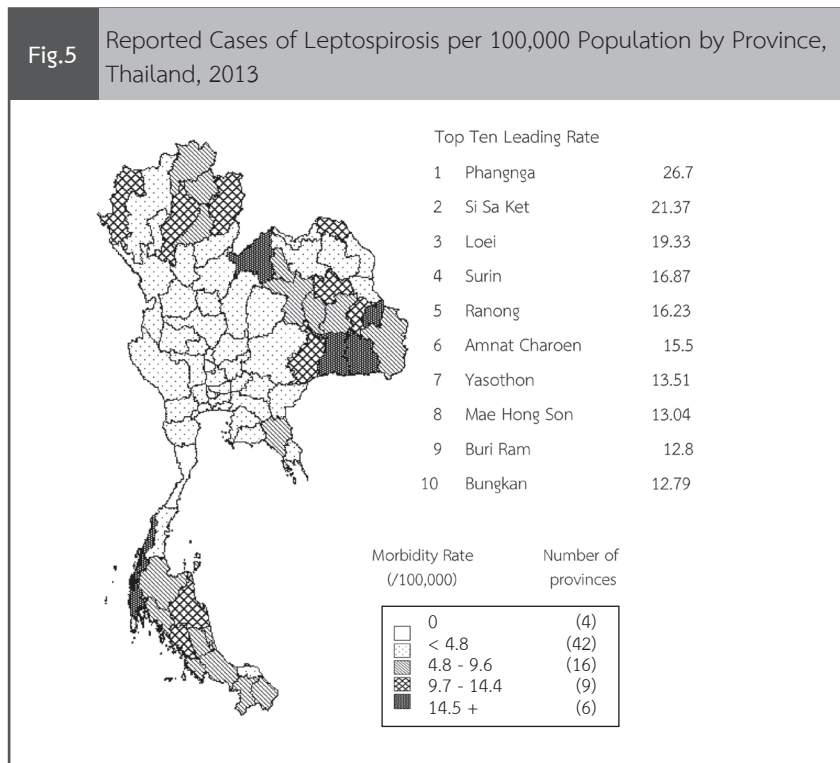 Fig.5
Reported Cases of Leptospirosis per 100,000 Population by Province,
Thailand, 2013
Top Ten Leading Rate
1 Phangnga 26.7
2 Si Sa Ket 21.37
3 Loei 19.33
4 Surin 16.87
5 Ranong 16.23
6 Amnat Charoen 15.5
7 Yasothon 13.51
8 Mae Hong Son 13.04
9 Buri Ram 12.8
10 Bungkan 12.79
Morbidity Rate Number of
(/100,000) provinces
0 (4)
< 4.8 (42)
4.8 - 9.6 (16)
9.7 - 14.4 (9)
14.5 + (6)